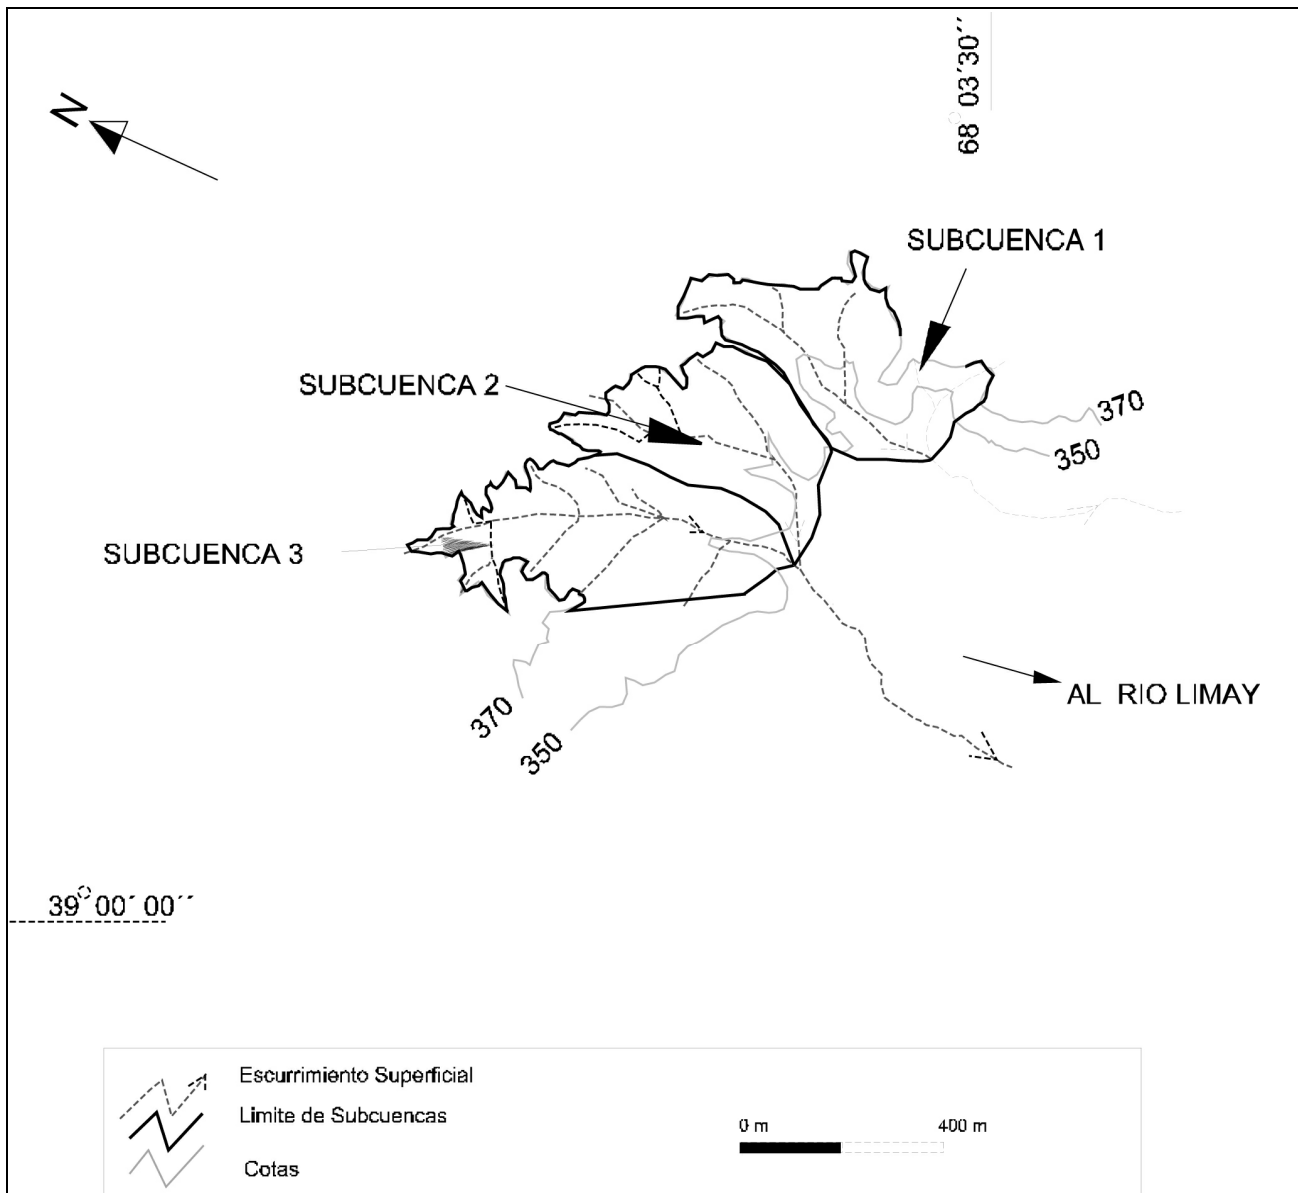 N
68° 03´30´´
SUBCUENCA 1
SUBCUENCA 2
370
350
SUBCUENCA 3
370
350
AL RIO LIMAY
39° 00´ 00´´
Escurrimiento Superficial
Limite de Subcuencas
0 m 400 m
Cotas